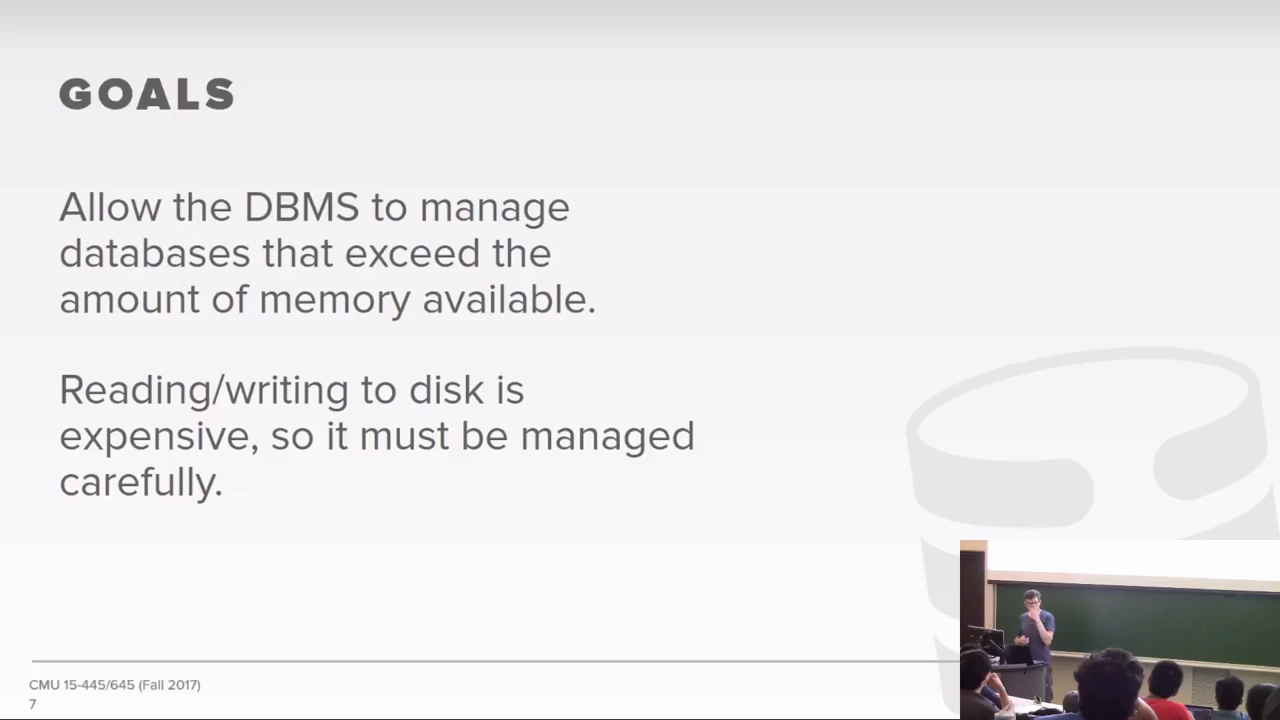 GOALS
Allow the DBMS to manage
databases that exceed the
amount of memory available.
Reading/writing to disk is
expensive, so it must be managed
carefully.
CMU 15-445/645 (Fall 2017)
7